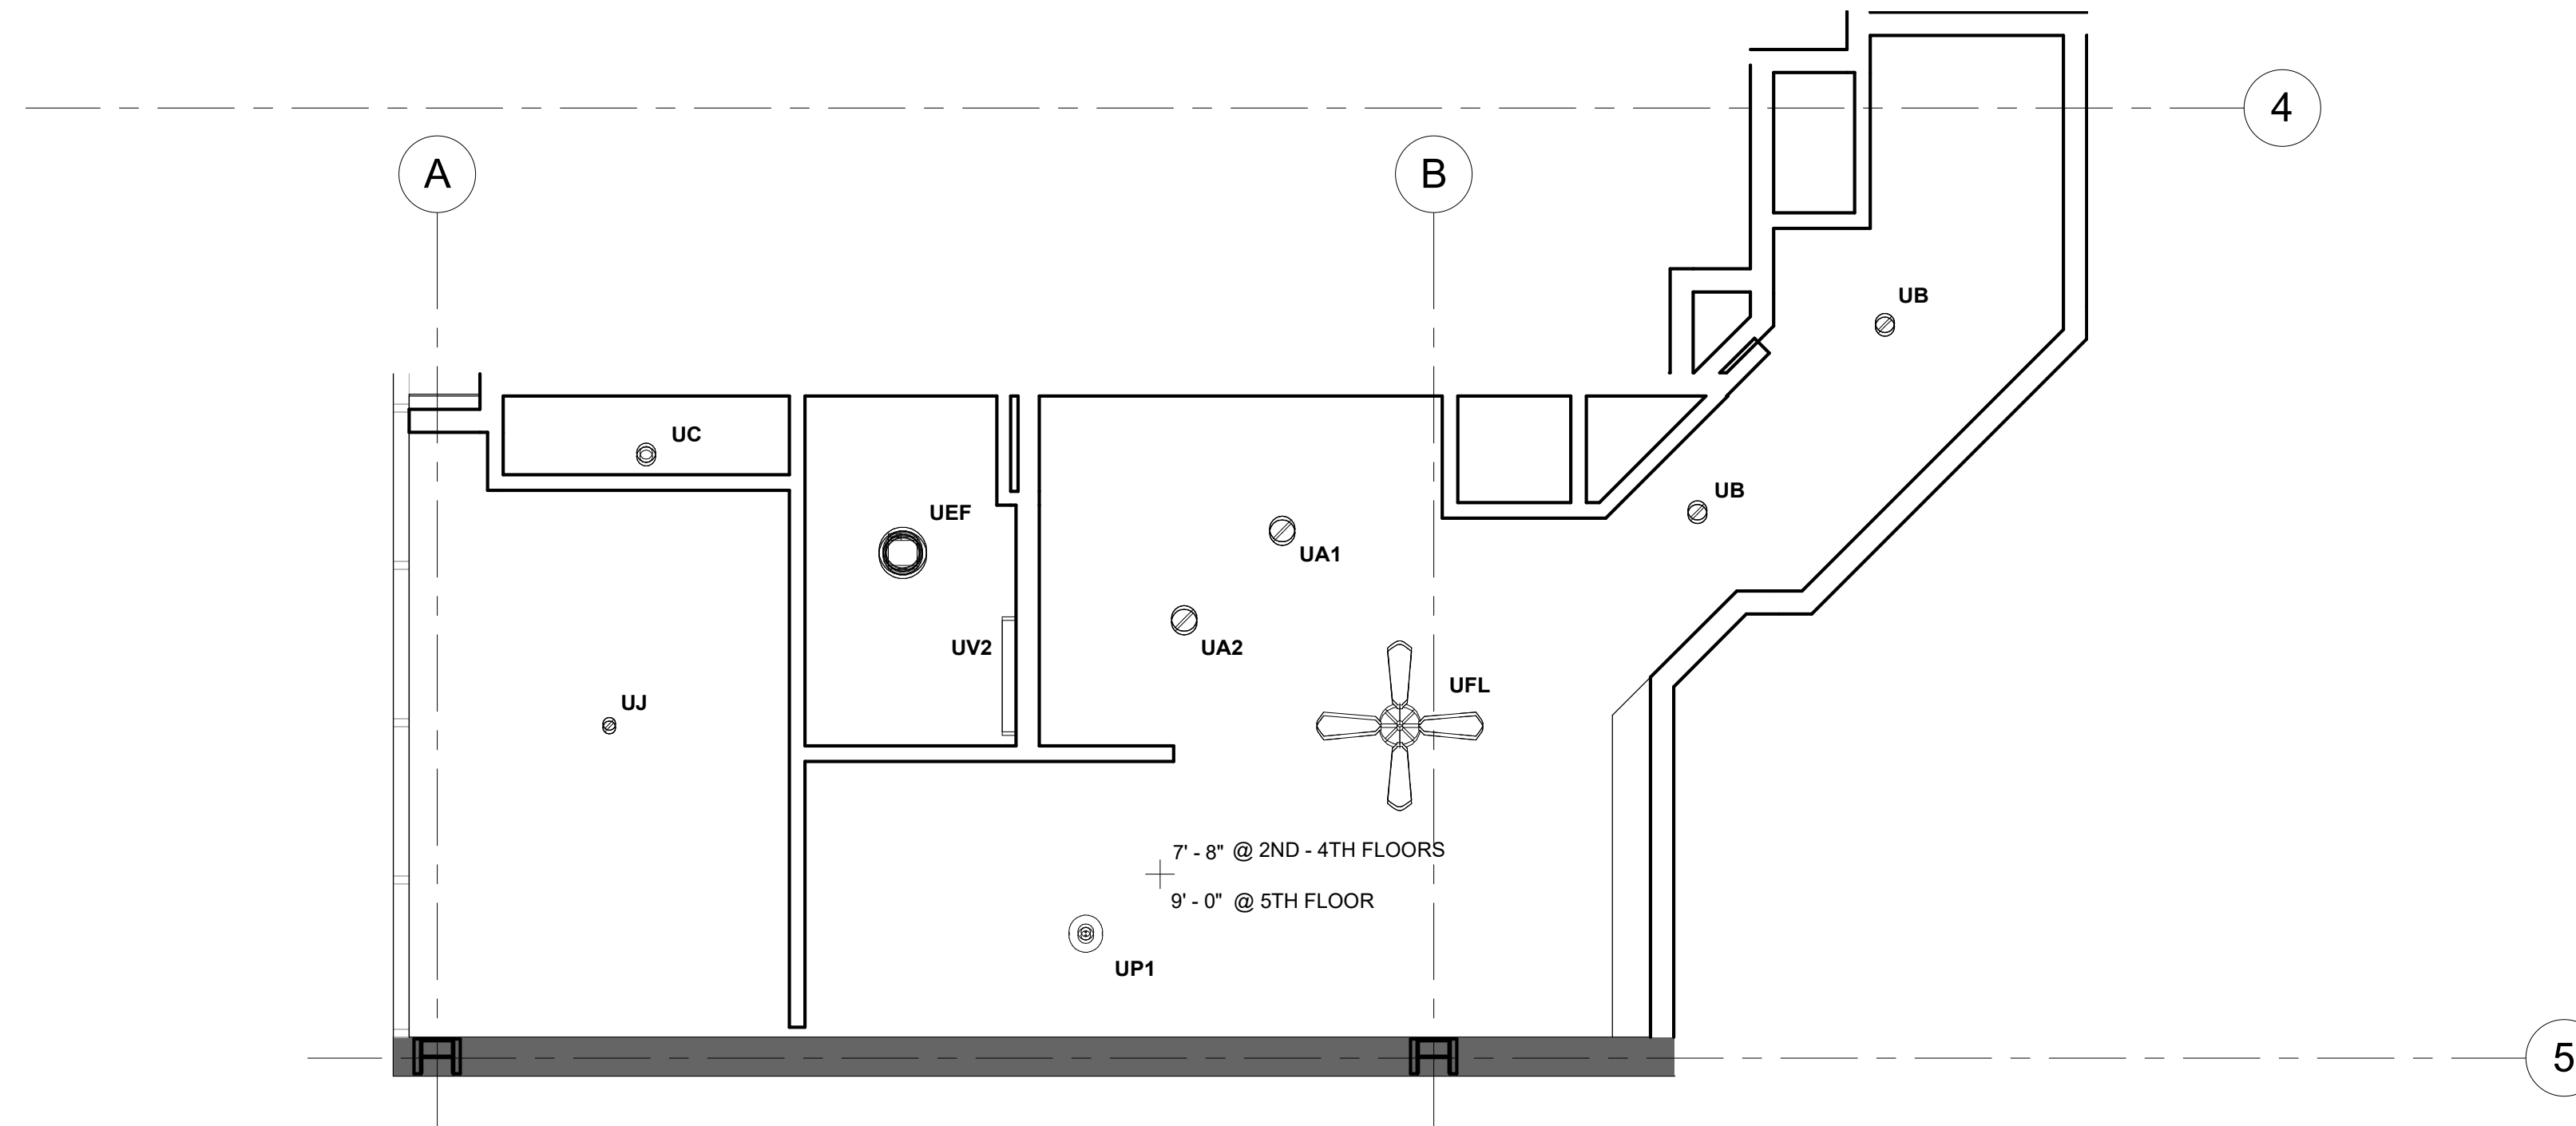 4
A
B
UB
UC
UB
UEF
UA1
UV2
UA2
UFL
UJ
7' - 8" @ 2ND - 4TH FLOORS
9' - 0" @ 5TH FLOOR
UP1
5